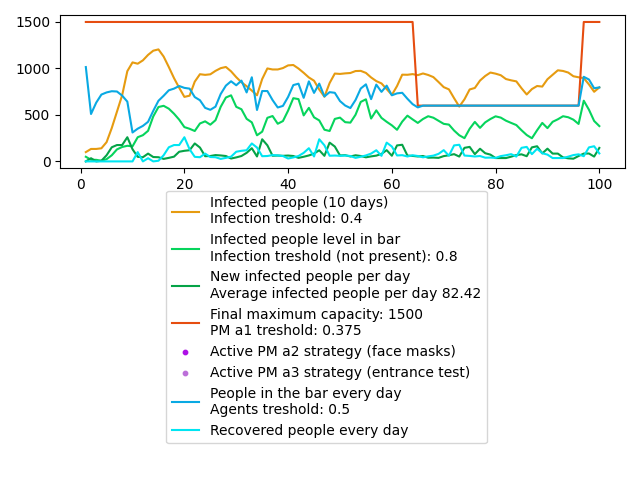 1500
1000
500
0
0
20
40
60
80
100
Infected people (10 days)
Infection treshold: 0.4
Infected people level in bar
Infection treshold (not present): 0.8
New infected people per day
Average infected people per day 82.42
Final maximum capacity: 1500
PM a1 treshold: 0.375
Active PM a2 strategy (face masks)
Active PM a3 strategy (entrance test)
People in the bar every day
Agents treshold: 0.5
Recovered people every day